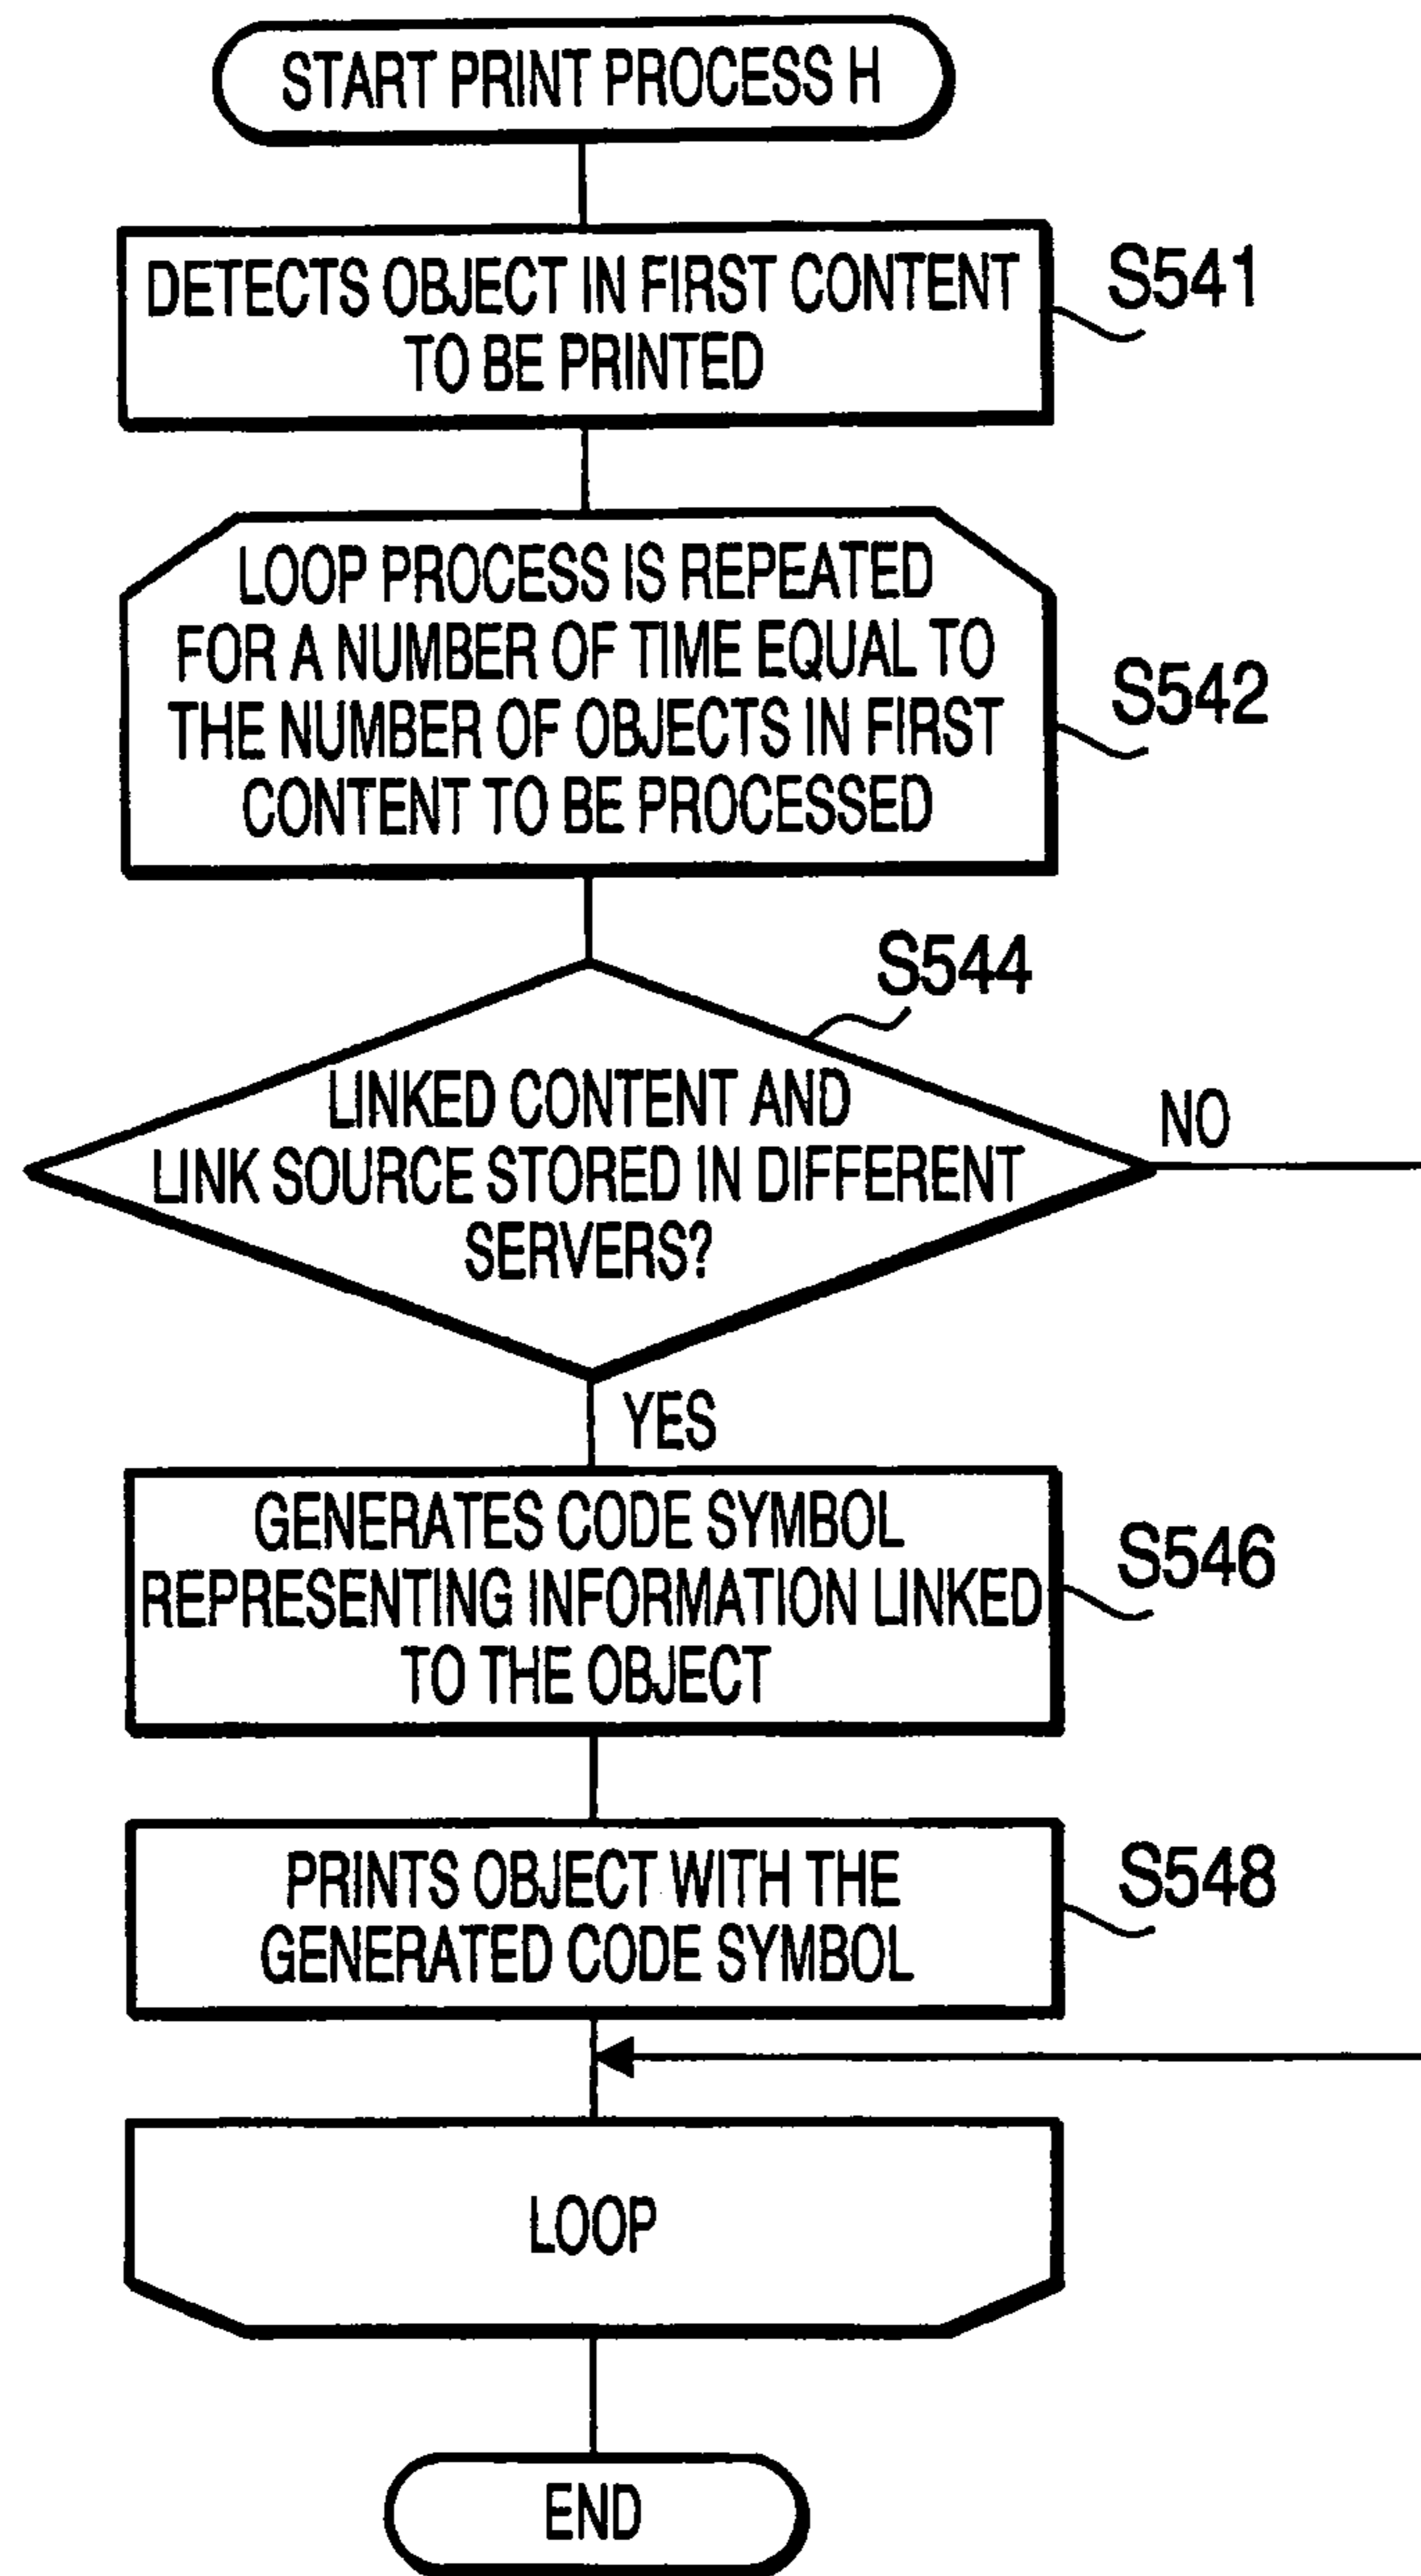 START PRINT PROCESS H
DETECTS OBJECT IN FIRST CONTENT
TO BE PRINTED
S541
LOOP PROCESS IS REPEATED
FOR A NUMBER OF TIME EQUAL TO
THE NUMBER OF OBJECTS IN FIRST
CONTENT TO BE PROCESSED
S542
S544
LINKED CONTENT AND
LINK SOURCE STORED IN DIFFERENT
SERVERS?
NO
YES
GENERATES CODE SYMBOL
REPRESENTING INFORMATION LINKED
TO THE OBJECT
S546
PRINTS OBJECT WITH THE
GENERATED CODE SYMBOL
S548
LOOP
END